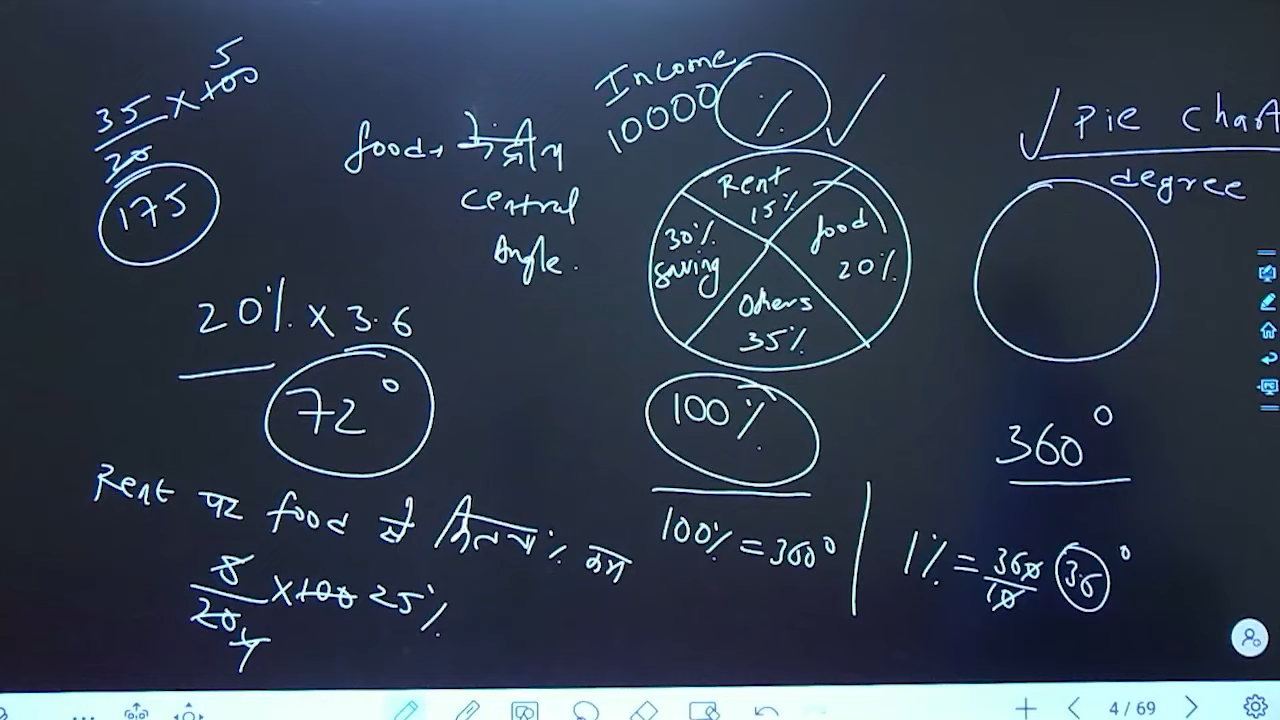 35/20 × 100 5
175
food, केंद्रीय
Central
Angle.
20% × 3.6
72°
Rent पर food से कितना % कम
5/20 × 100 25%
4
Income
10000
%
Rent
15%
food
20%
30%
saving
Others
35%
100%
100% = 360°
✓ Pie chart
degree
360°
1% = 360/10 36°
4 / 69